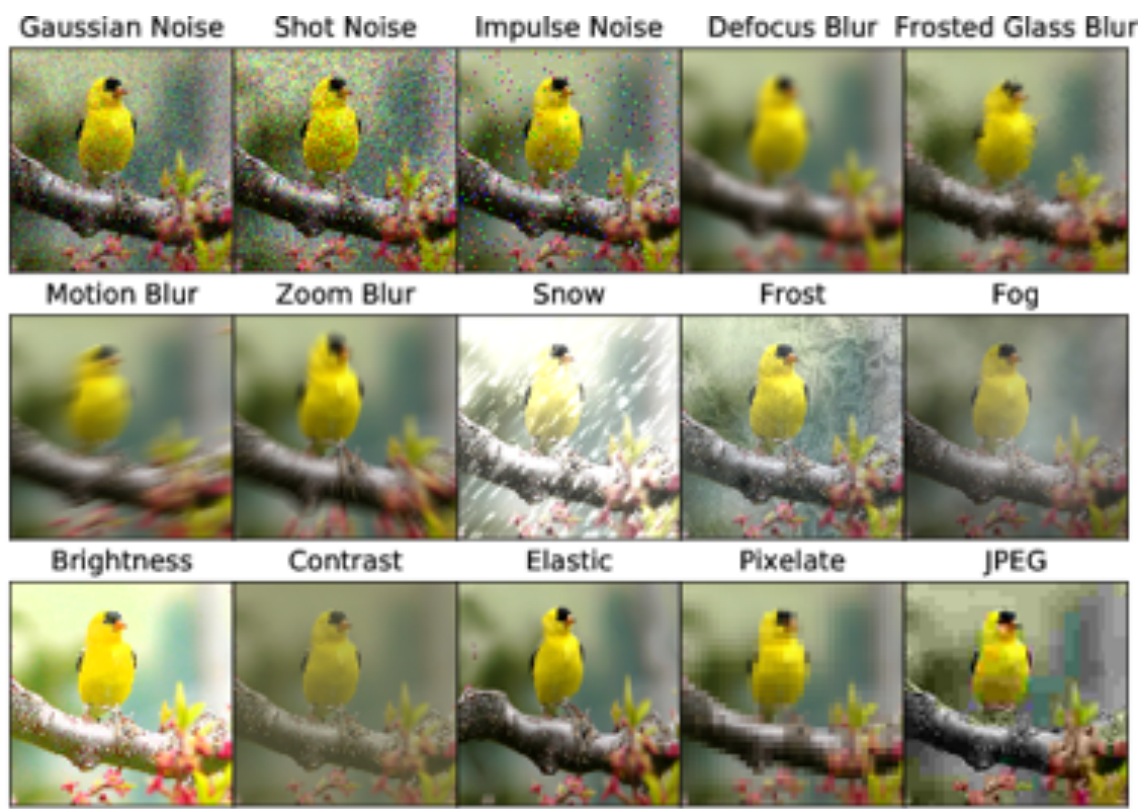 Gaussian Noise Shot Noise Impulse Noise Defocus Blur Frosted Glass Blur
Motion Blur Zoom Blur Snow Frost Fog
Brightness Contrast Elastic Pixelate JPEG